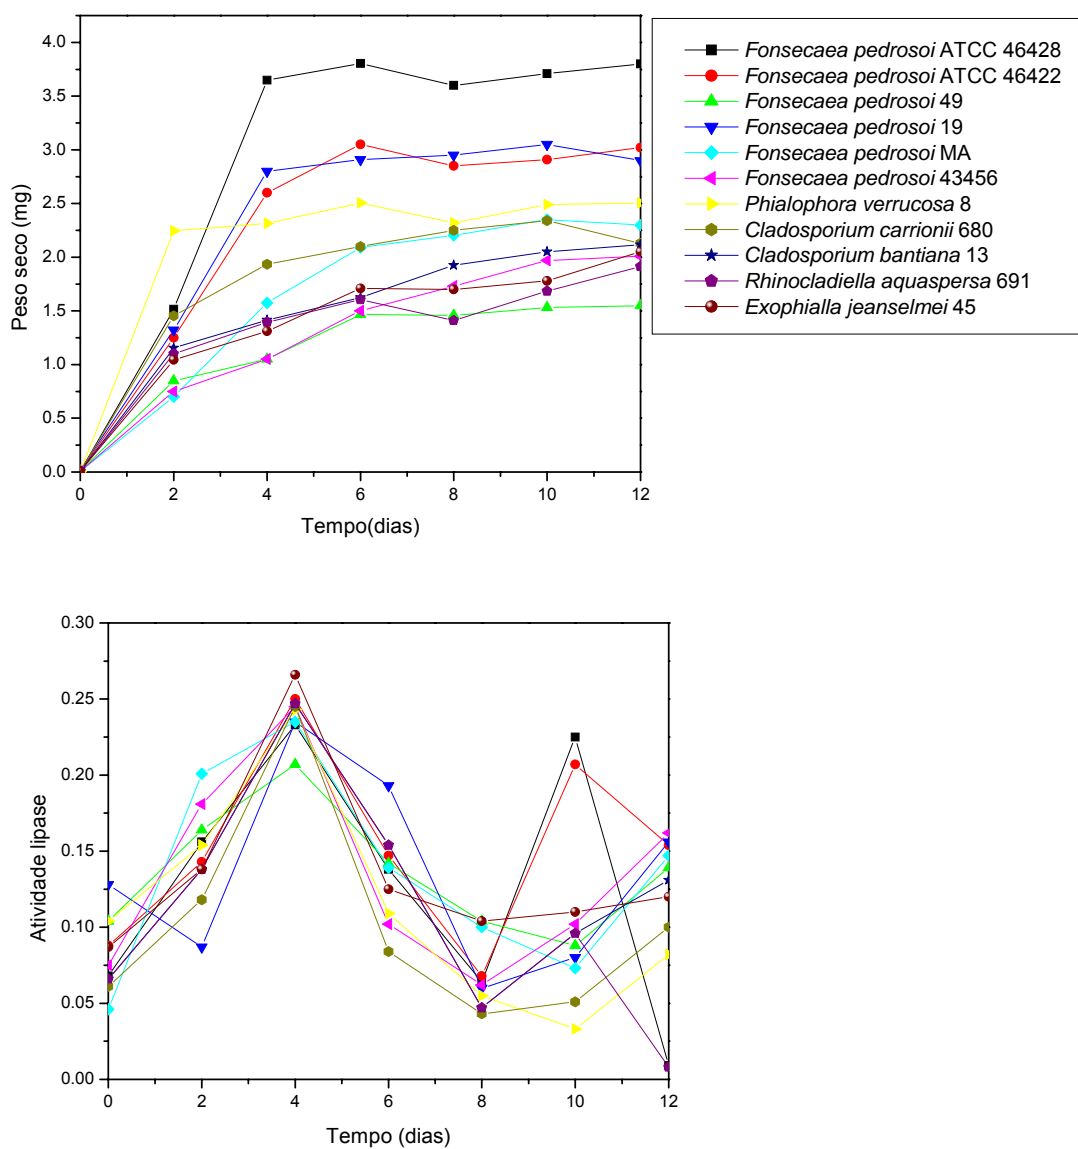 4.0
3.5
3.0
2.5
2.0
1.5
1.0
0.5
0.0
Peso seco (mg)
0 2 4 6 8 10 12
Tempo(dias)
Fonsecaea pedrosoi ATCC 46428
Fonsecaea pedrosoi ATCC 46422
Fonsecaea pedrosoi 49
Fonsecaea pedrosoi 19
Fonsecaea pedrosoi MA
Fonsecaea pedrosoi 43456
Phialophora verrucosa 8
Cladosporium carrionii 680
Cladosporium bantiana 13
Rhinocladiella aquaspersa 691
Exophialla jeanselmei 45
0.30
0.25
0.20
0.15
0.10
0.05
0.00
Atividade lipase
0 2 4 6 8 10 12
Tempo (dias)